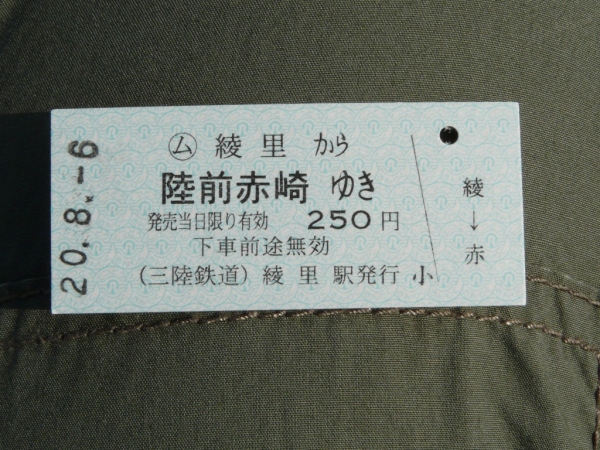 20.8.-6
㋰ 綾里 から
陸前赤崎 ゆき
発売当日限り有効 250円
下車前途無効
(三陸鉄道) 綾里 駅発行 小
綾
↓
赤